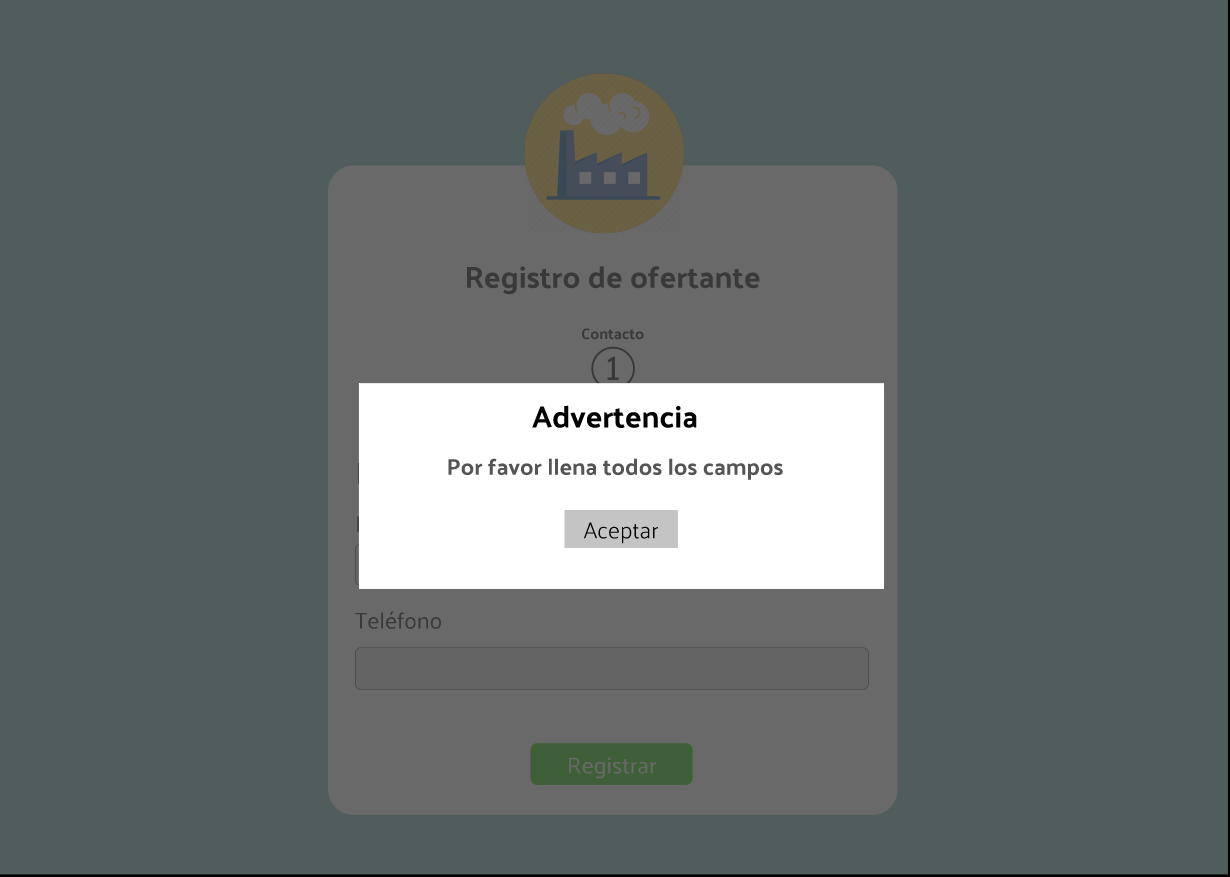 Registro de ofertante
Contacto
1
Advertencia
Por favor llena todos los campos
Aceptar
Teléfono
Registrar